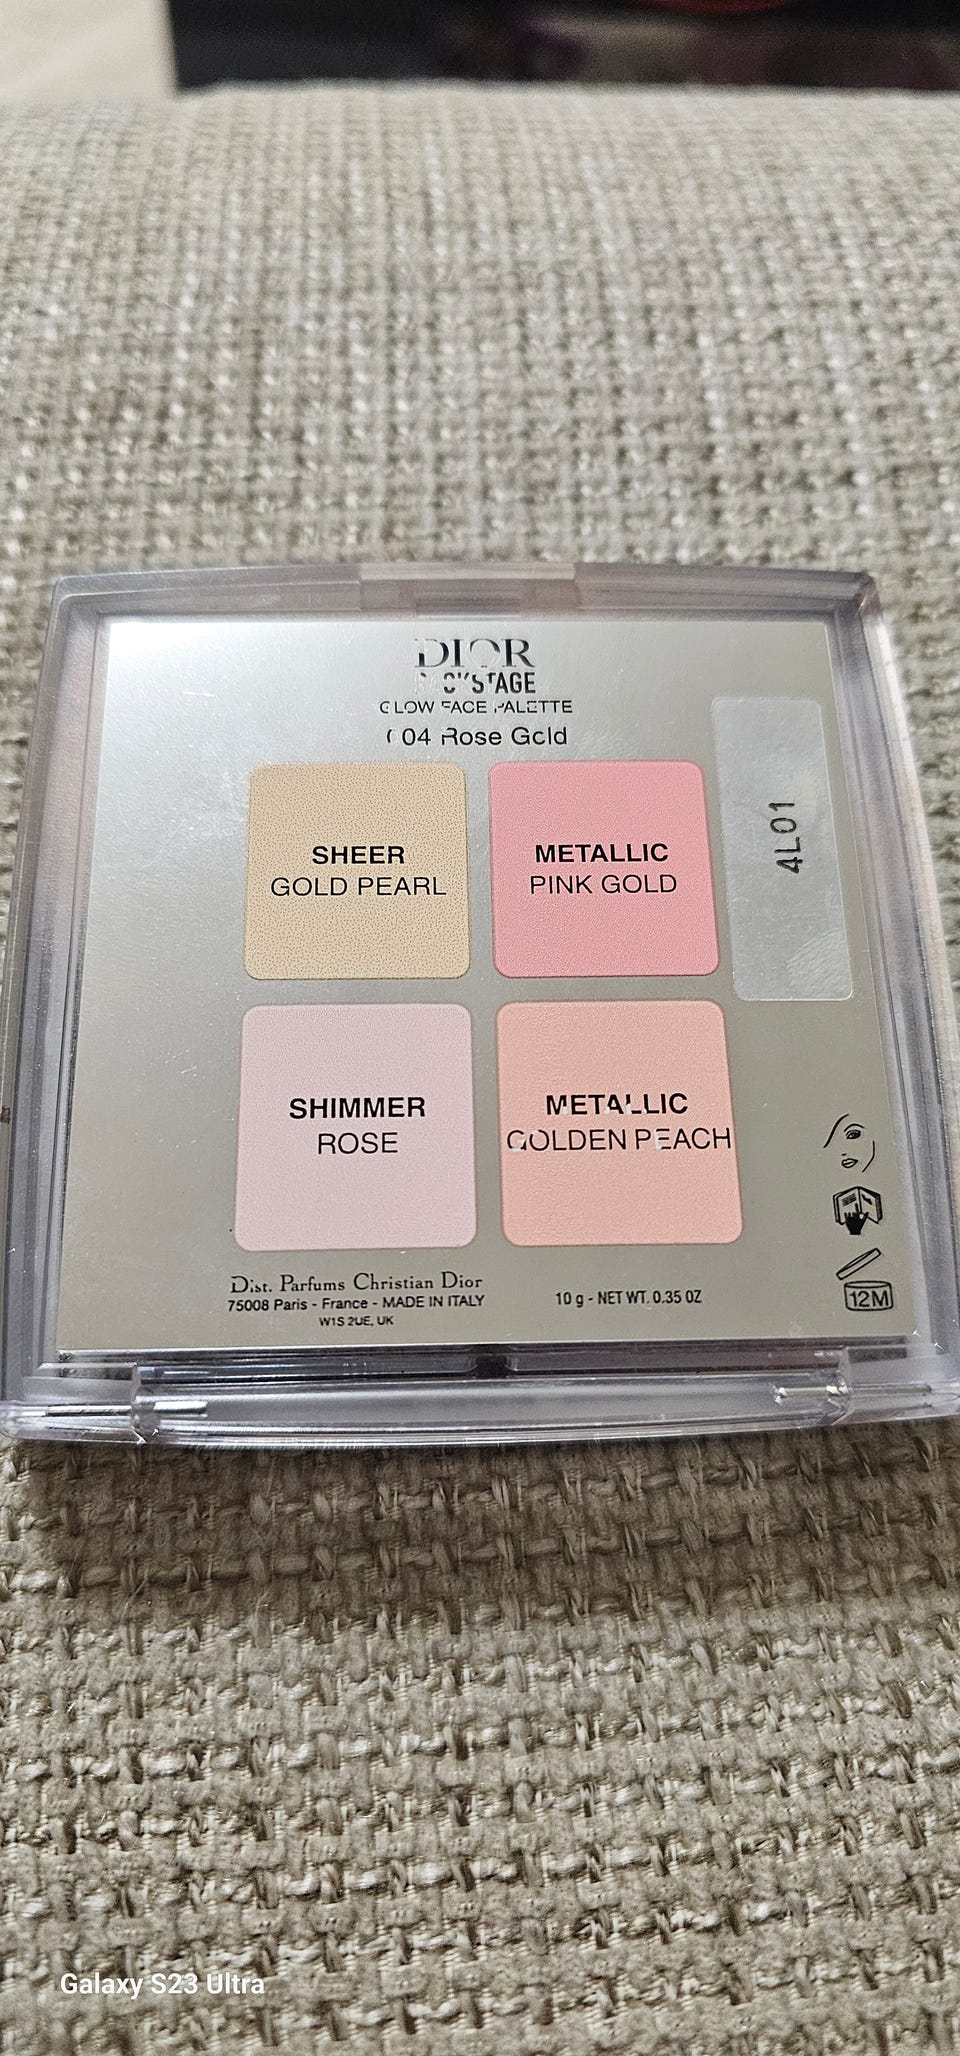 DIOR
BACKSTAGE
GLOW FACE PALETTE
004 Rose Gold
SHEER
GOLD PEARL
METALLIC
PINK GOLD
4L01
SHIMMER
ROSE
METALLIC
GOLDEN PEACH
Dist. Parfums Christian Dior
75008 Paris - France - MADE IN ITALY
W1S 2UE, UK
10 g - NET WT. 0.35 OZ
12M
Galaxy S23 Ultra